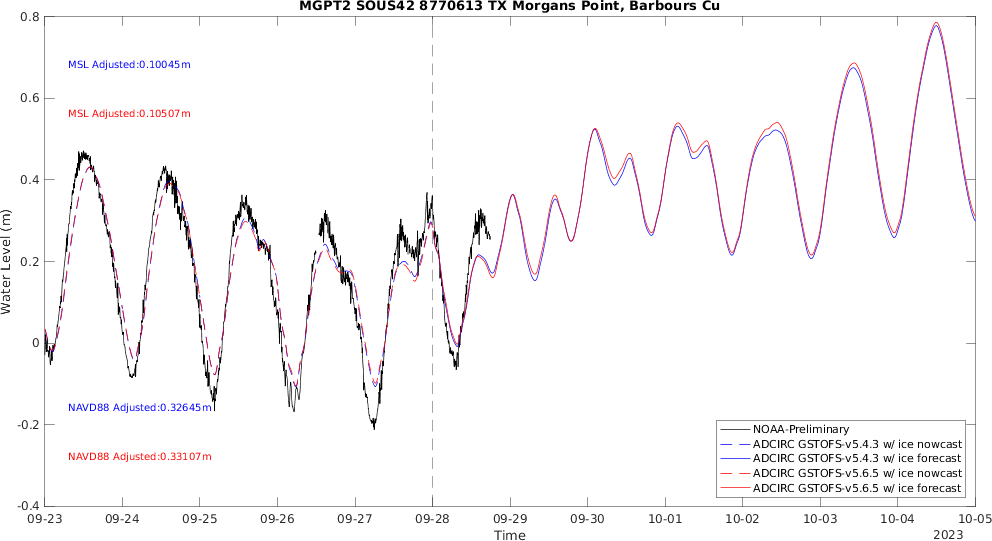 MGPT2 SOUS42 8770613 TX Morgans Point, Barbours Cu
0.8
0.6
0.4
0.2
0
-0.2
-0.4
Water Level (m)
MSL Adjusted:0.10045m
MSL Adjusted:0.10507m
NAVD88 Adjusted:0.32645m
NAVD88 Adjusted:0.33107m
NOAA-Preliminary
ADCIRC GSTOFS-v5.4.3 w/ ice nowcast
ADCIRC GSTOFS-v5.4.3 w/ ice forecast
ADCIRC GSTOFS-v5.6.5 w/ ice nowcast
ADCIRC GSTOFS-v5.6.5 w/ ice forecast
09-23 09-24 09-25 09-26 09-27 09-28 09-29 09-30 10-01 10-02 10-03 10-04 10-05
Time
2023